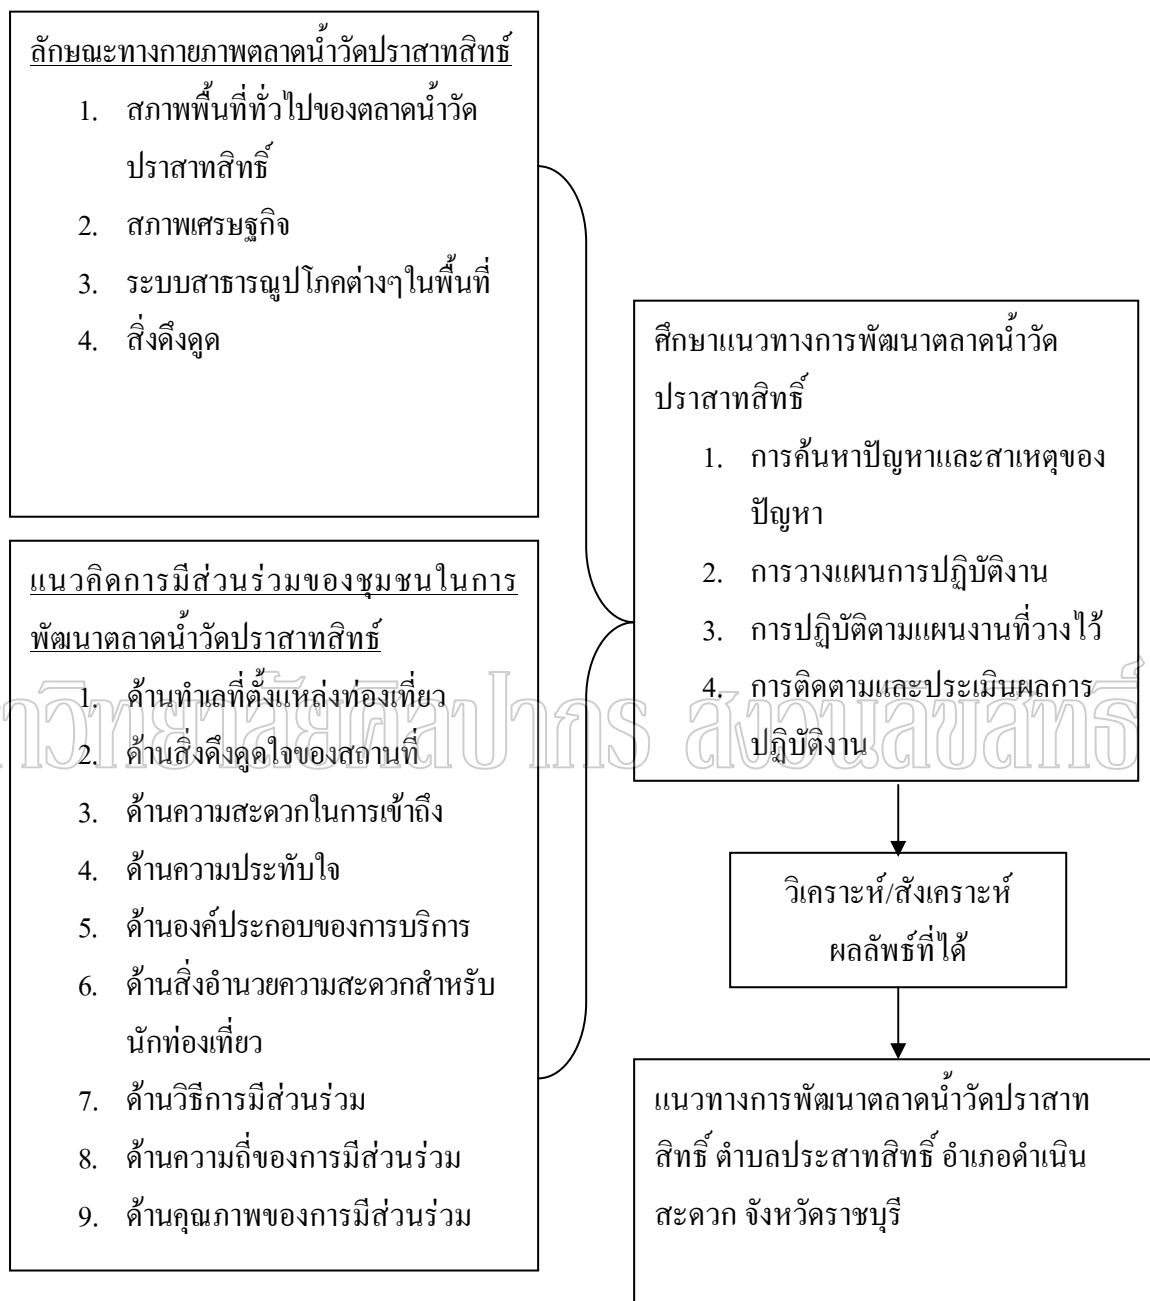 ลักษณะทางกายภาพตลาดน้ำวัดปราสาทสิทธิ์
1. สภาพพื้นที่ทั่วไปของตลาดน้ำวัด
ปราสาทสิทธิ์
2. สภาพเศรษฐกิจ
3. ระบบสาธารณูปโภคต่างๆในพื้นที่
4. สิ่งดึงดูด
แนวคิดการมีส่วนร่วมของชุมชนในการ
พัฒนาตลาดน้ำวัดปราสาทสิทธิ์
1. ด้านทำเลที่ตั้งแหล่งท่องเที่ยว
2. ด้านสิ่งดึงดูดใจของสถานที่
3. ด้านความสะดวกในการเข้าถึง
4. ด้านความประทับใจ
5. ด้านองค์ประกอบของการบริการ
6. ด้านสิ่งอำนวยความสะดวกสำหรับ
นักท่องเที่ยว
7. ด้านวิธีการมีส่วนร่วม
8. ด้านความถี่ของการมีส่วนร่วม
9. ด้านคุณภาพของการมีส่วนร่วม
ศึกษาแนวทางการพัฒนาตลาดน้ำวัด
ปราสาทสิทธิ์
1. การค้นหาปัญหาและสาเหตุของ
ปัญหา
2. การวางแผนการปฏิบัติงาน
3. การปฏิบัติตามแผนงานที่วางไว้
4. การติดตามและประเมินผลการ
ปฏิบัติงาน
วิเคราะห์/สังเคราะห์
ผลลัพธ์ที่ได้
แนวทางการพัฒนาตลาดน้ำวัดปราสาท
สิทธิ์ ตำบลประสาทสิทธิ์ อำเภอดำเนิน
สะดวก จังหวัดราชบุรี
าวิทยาลัยศิลปากร สงวนลิขสิทธิ์